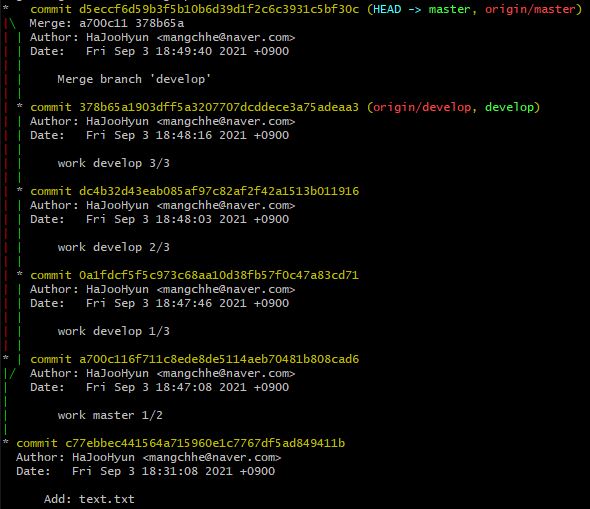 *   commit d5eccf6d59b3f5b10b6d39d1f2c6c3931c5bf30c (HEAD -> master, origin/master)
|\  Merge: a700c11 378b65a
| | Author: HaJooHyun <mangchhe@naver.com>
| | Date:   Fri Sep 3 18:49:40 2021 +0900
| |
| |     Merge branch 'develop'
| |
| * commit 378b65a1903dff5a3207707dcddece3a75adeaa3 (origin/develop, develop)
| | Author: HaJooHyun <mangchhe@naver.com>
| | Date:   Fri Sep 3 18:48:16 2021 +0900
| |
| |     work develop 3/3
| |
| * commit dc4b32d43eab085af97c82af2f42a1513b011916
| | Author: HaJooHyun <mangchhe@naver.com>
| | Date:   Fri Sep 3 18:48:03 2021 +0900
| |
| |     work develop 2/3
| |
| * commit 0a1fdcf5f5c973c68aa10d38fb57f0c47a83cd71
| | Author: HaJooHyun <mangchhe@naver.com>
| | Date:   Fri Sep 3 18:47:46 2021 +0900
| |
| |     work develop 1/3
| |
* | commit a700c116f711c8ede8de5114aeb70481b808cad6
|/  Author: HaJooHyun <mangchhe@naver.com>
|   Date:   Fri Sep 3 18:47:08 2021 +0900
|
|       work master 1/2
|
* commit c77ebbec441564a715960e1c7767df5ad849411b
  Author: HaJooHyun <mangchhe@naver.com>
  Date:   Fri Sep 3 18:31:08 2021 +0900

      Add: text.txt